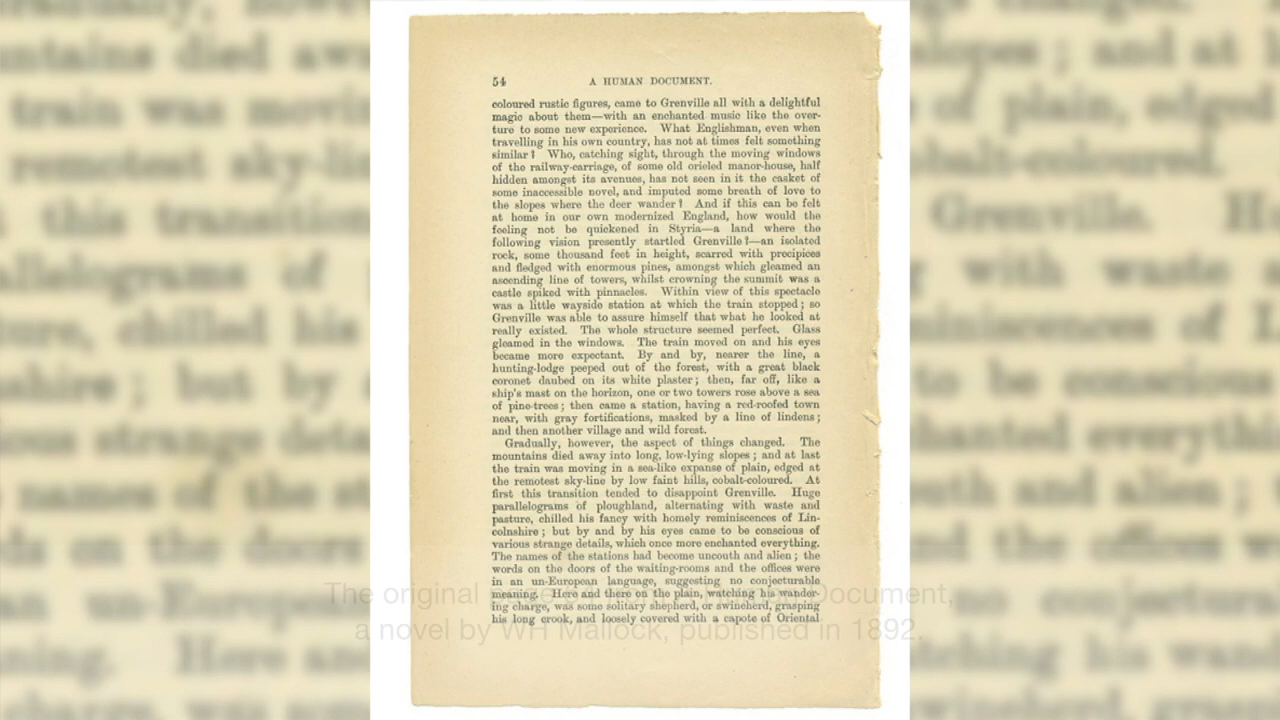 54 A HUMAN DOCUMENT.
coloured rustic figures, came to Grenville all with a delightful
magic about them—with an enchanted music like the over-
ture to some new experience. What Englishman, even when
travelling in his own country, has not at times felt something
similar? Who, catching sight, through the moving windows
of the railway-carriage, of some old orieled manor-house, half
hidden amongst its avenues, has not seen in it the casket of
some inaccessible novel, and imputed some breath of love to
the slopes where the deer wander? And if this can be felt
at home in our own modernized England, how would the
feeling not be quickened in Styria—a land where the
following vision presently startled Grenville?—an isolated
rock, some thousand feet in height, scarred with precipices
and fledged with enormous pines, amongst which gleamed an
ascending line of towers, whilst crowning the summit was a
castle spiked with pinnacles. Within view of this spectacle
was a little wayside station at which the train stopped; so
Grenville was able to assure himself that what he looked at
really existed. The whole structure seemed perfect. Glass
gleamed in the windows. The train moved on and his eyes
became more expectant. By and by, nearer the line, a
hunting-lodge peeped out of the forest, with a great black
coronet daubed on its white plaster; then, far off, like a
ship's mast on the horizon, one or two towers rose above a sea
of pine-trees; then came a station, having a red-roofed town
near, with gray fortifications, masked by a line of lindens;
and then another village and wild forest.
Gradually, however, the aspect of things changed. The
mountains died away into long, low-lying slopes; and at last
the train was moving in a sea-like expanse of plain, edged at
the remotest sky-line by low faint hills, cobalt-coloured. At
first this transition tended to disappoint Grenville. Huge
parallelograms of ploughland, alternating with waste and
pasture, chilled his fancy with homely reminiscences of Lin-
colnshire; but by and by his eyes came to be conscious of
various strange details, which once more enchanted everything.
The names of the stations had become uncouth and alien; the
words on the doors of the waiting-rooms and the offices were
in an un-European language, suggesting no conjecturable
meaning. Here and there on the plain, watching his wander-
ing charge, was some solitary shepherd, or swineherd, grasping
his long crook, and loosely covered with a capote of Oriental
The original Document,
a novel by WH Mallock, published in 1892.